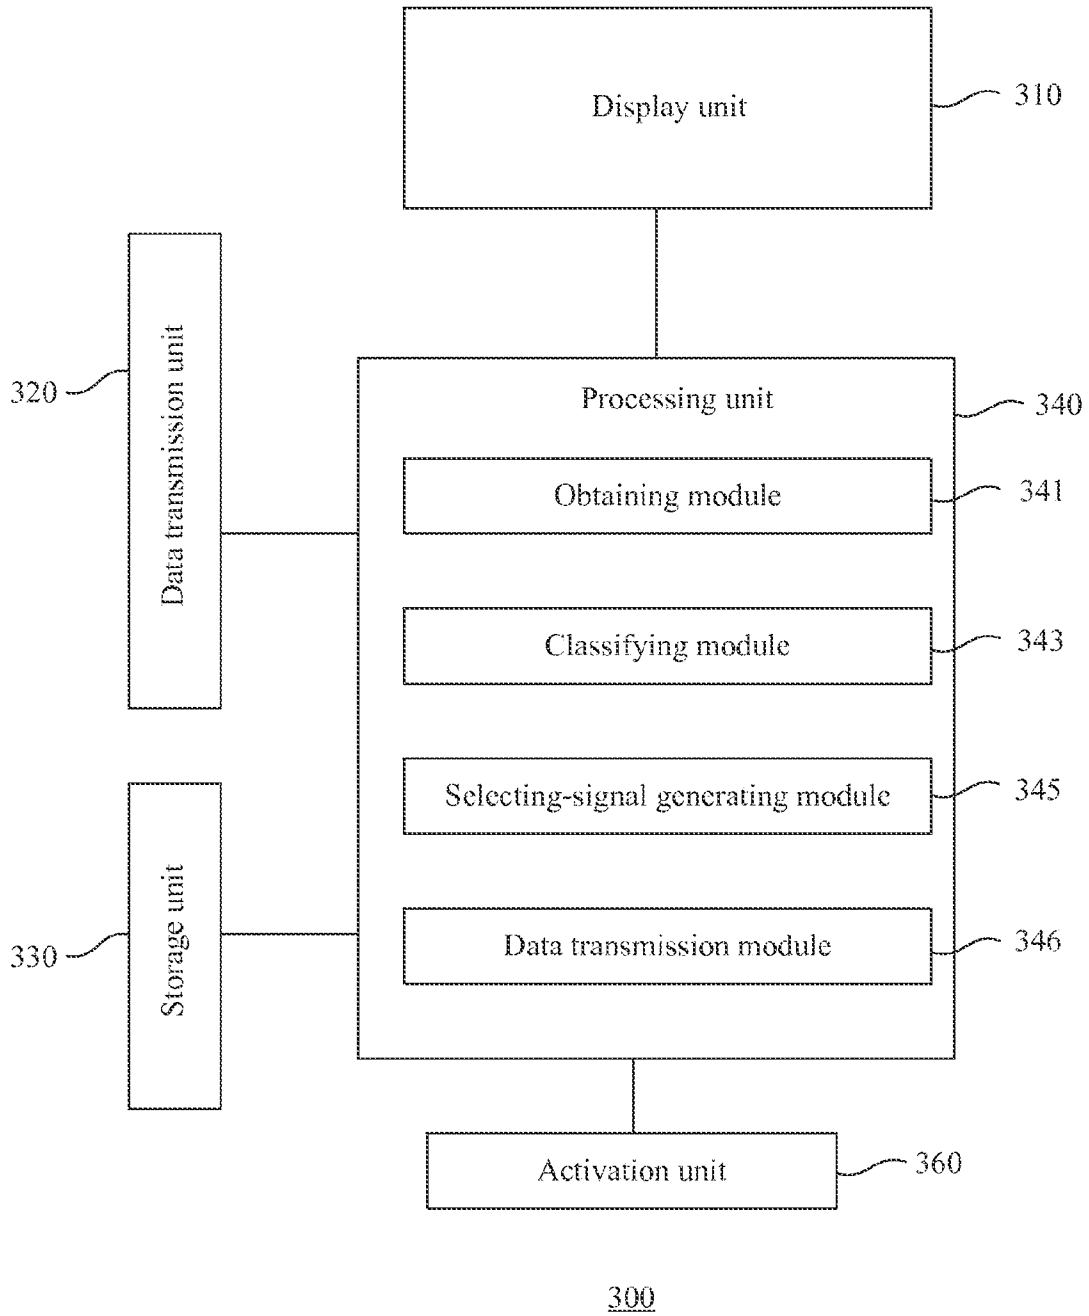 Display unit
310
Data transmission unit
320
Processing unit
340
Obtaining module
341
Classifying module
343
Selecting-signal generating module
345
Storage unit
330
Data transmission module
346
Activation unit
360
300